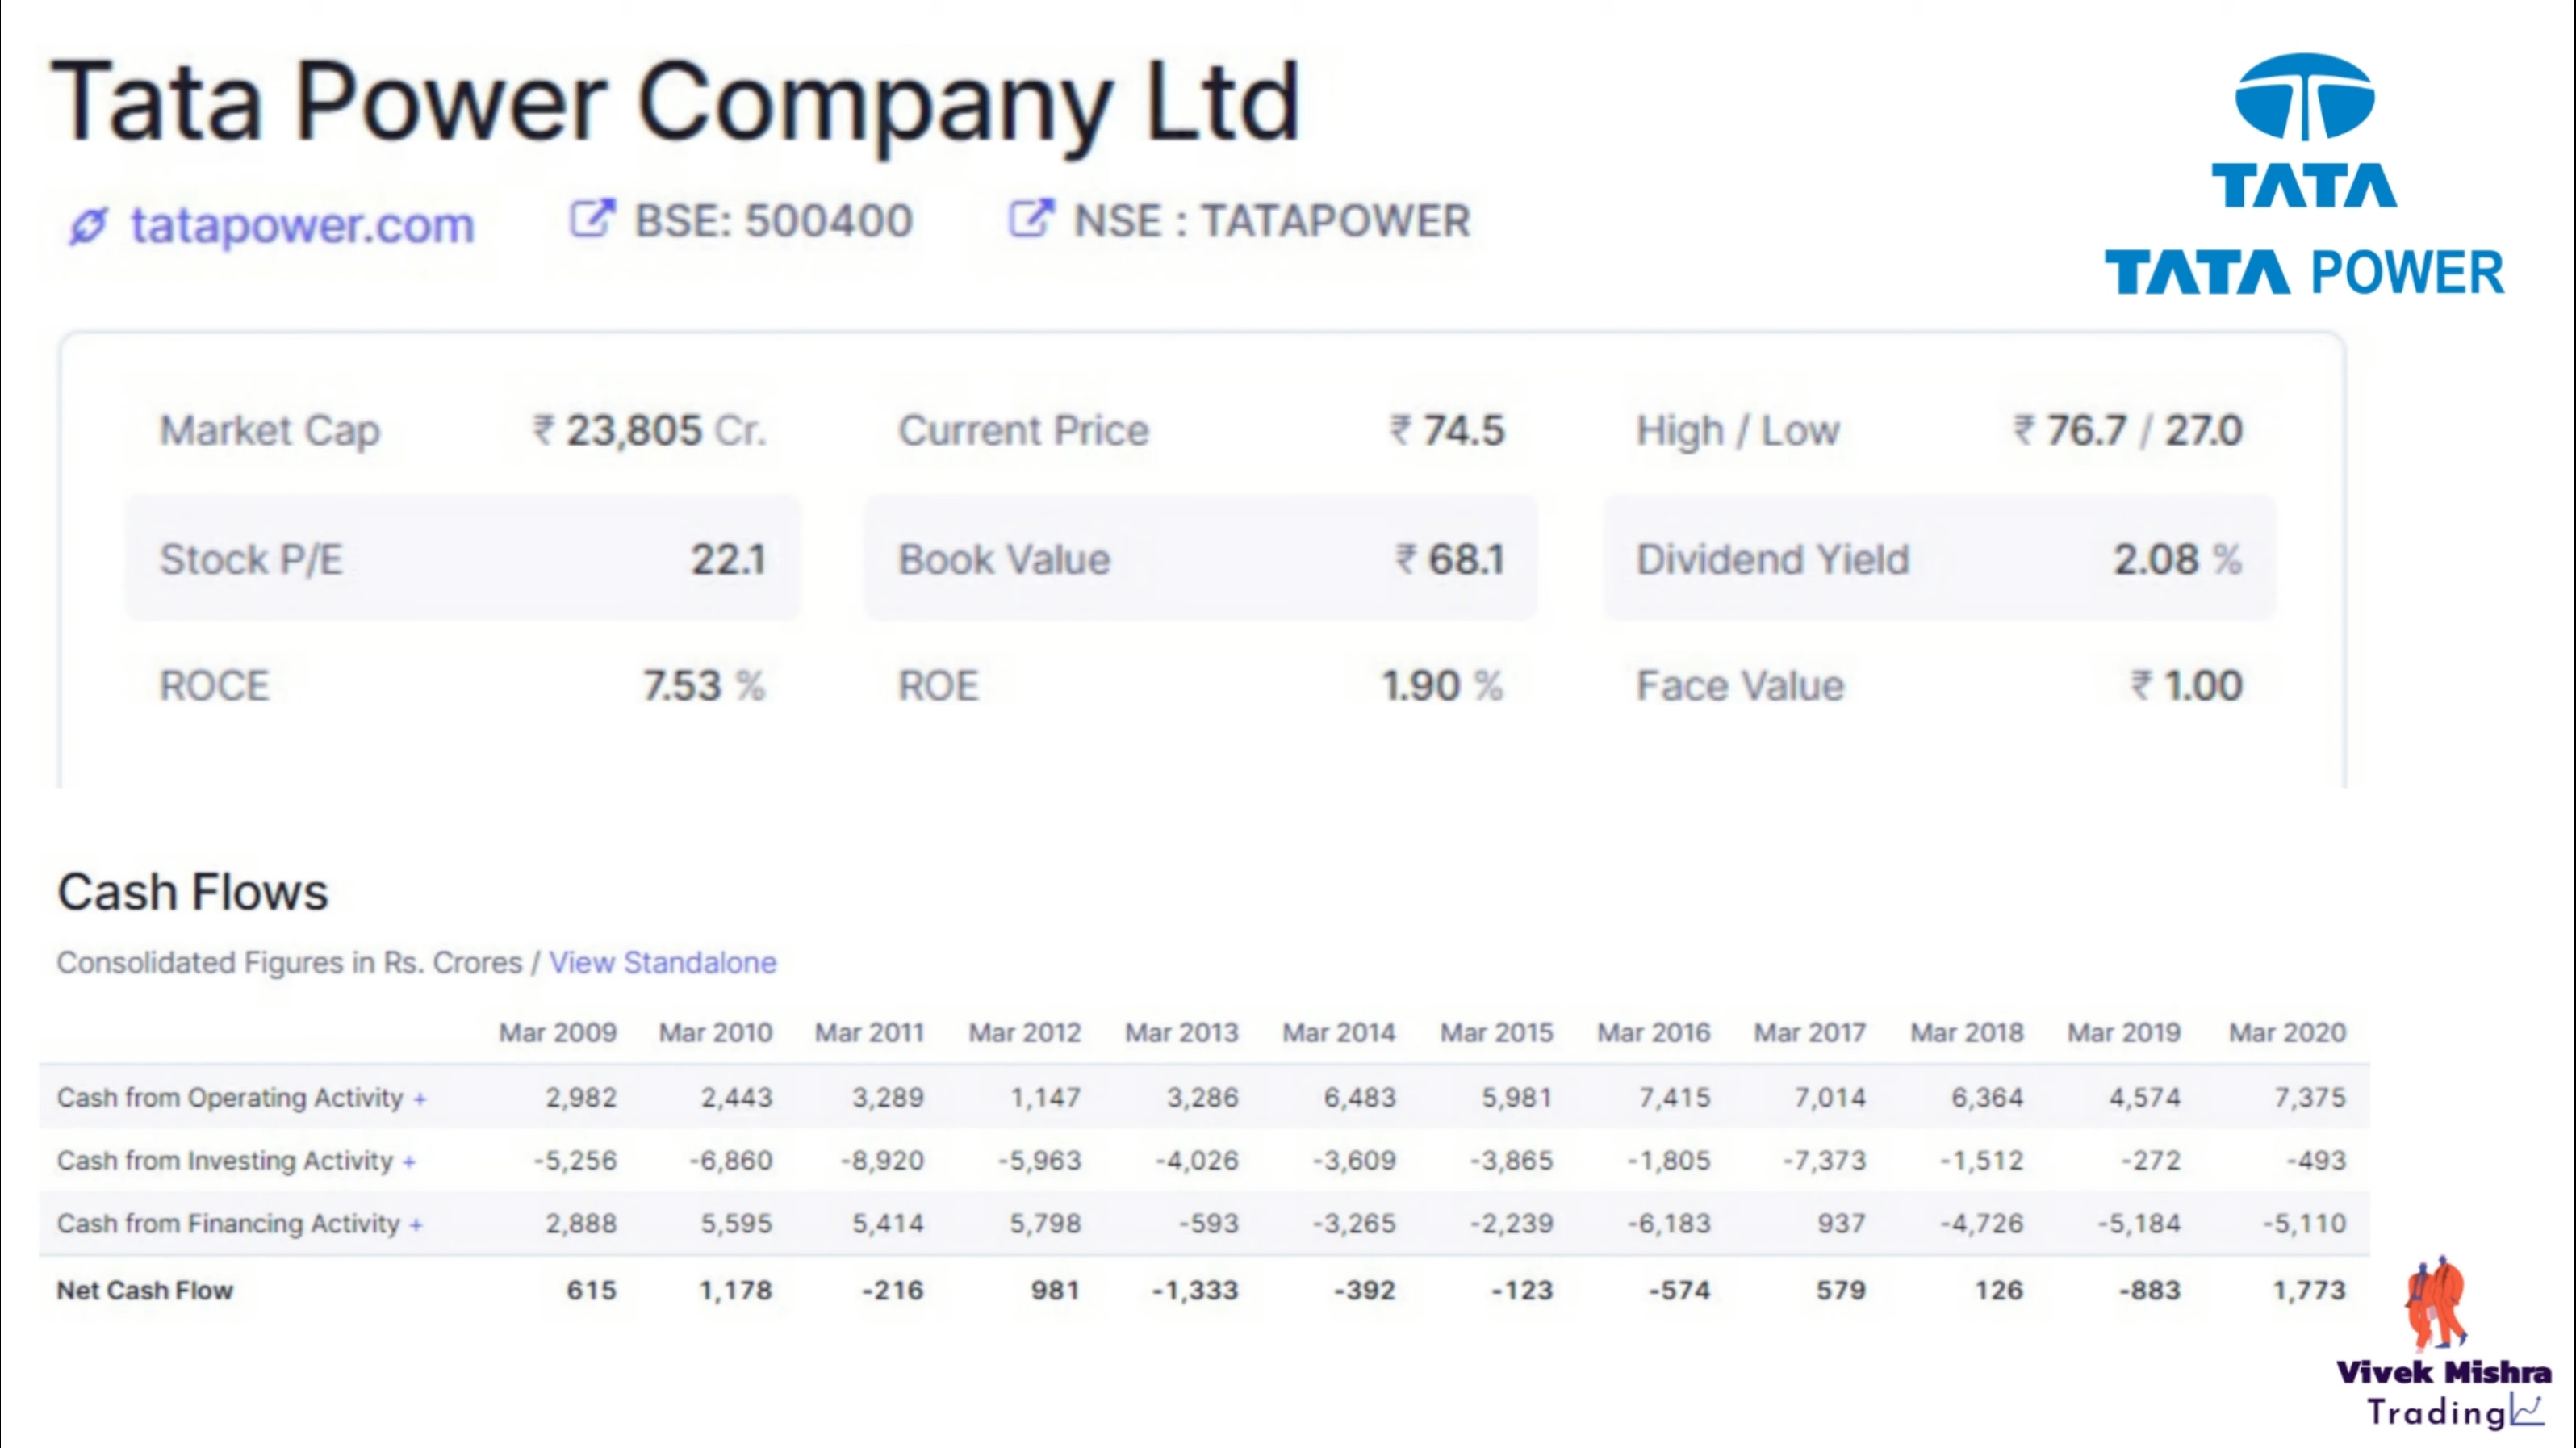 Tata Power Company Ltd
TATA
tatapower.com BSE: 500400 NSE : TATAPOWER
TATA POWER
Market Cap ₹ 23,805 Cr. Current Price ₹ 74.5 High / Low ₹ 76.7 / 27.0
Stock P/E 22.1 Book Value ₹ 68.1 Dividend Yield 2.08 %
ROCE 7.53 % ROE 1.90 % Face Value ₹ 1.00
Cash Flows
Consolidated Figures in Rs. Crores / View Standalone
Mar 2009 Mar 2010 Mar 2011 Mar 2012 Mar 2013 Mar 2014 Mar 2015 Mar 2016 Mar 2017 Mar 2018 Mar 2019 Mar 2020
Cash from Operating Activity + 2,982 2,443 3,289 1,147 3,286 6,483 5,981 7,415 7,014 6,364 4,574 7,375
Cash from Investing Activity + -5,256 -6,860 -8,920 -5,963 -4,026 -3,609 -3,865 -1,805 -7,373 -1,512 -272 -493
Cash from Financing Activity + 2,888 5,595 5,414 5,798 -593 -3,265 -2,239 -6,183 937 -4,726 -5,184 -5,110
Net Cash Flow 615 1,178 -216 981 -1,333 -392 -123 -574 579 126 -883 1,773
Vivek Mishra
Trading